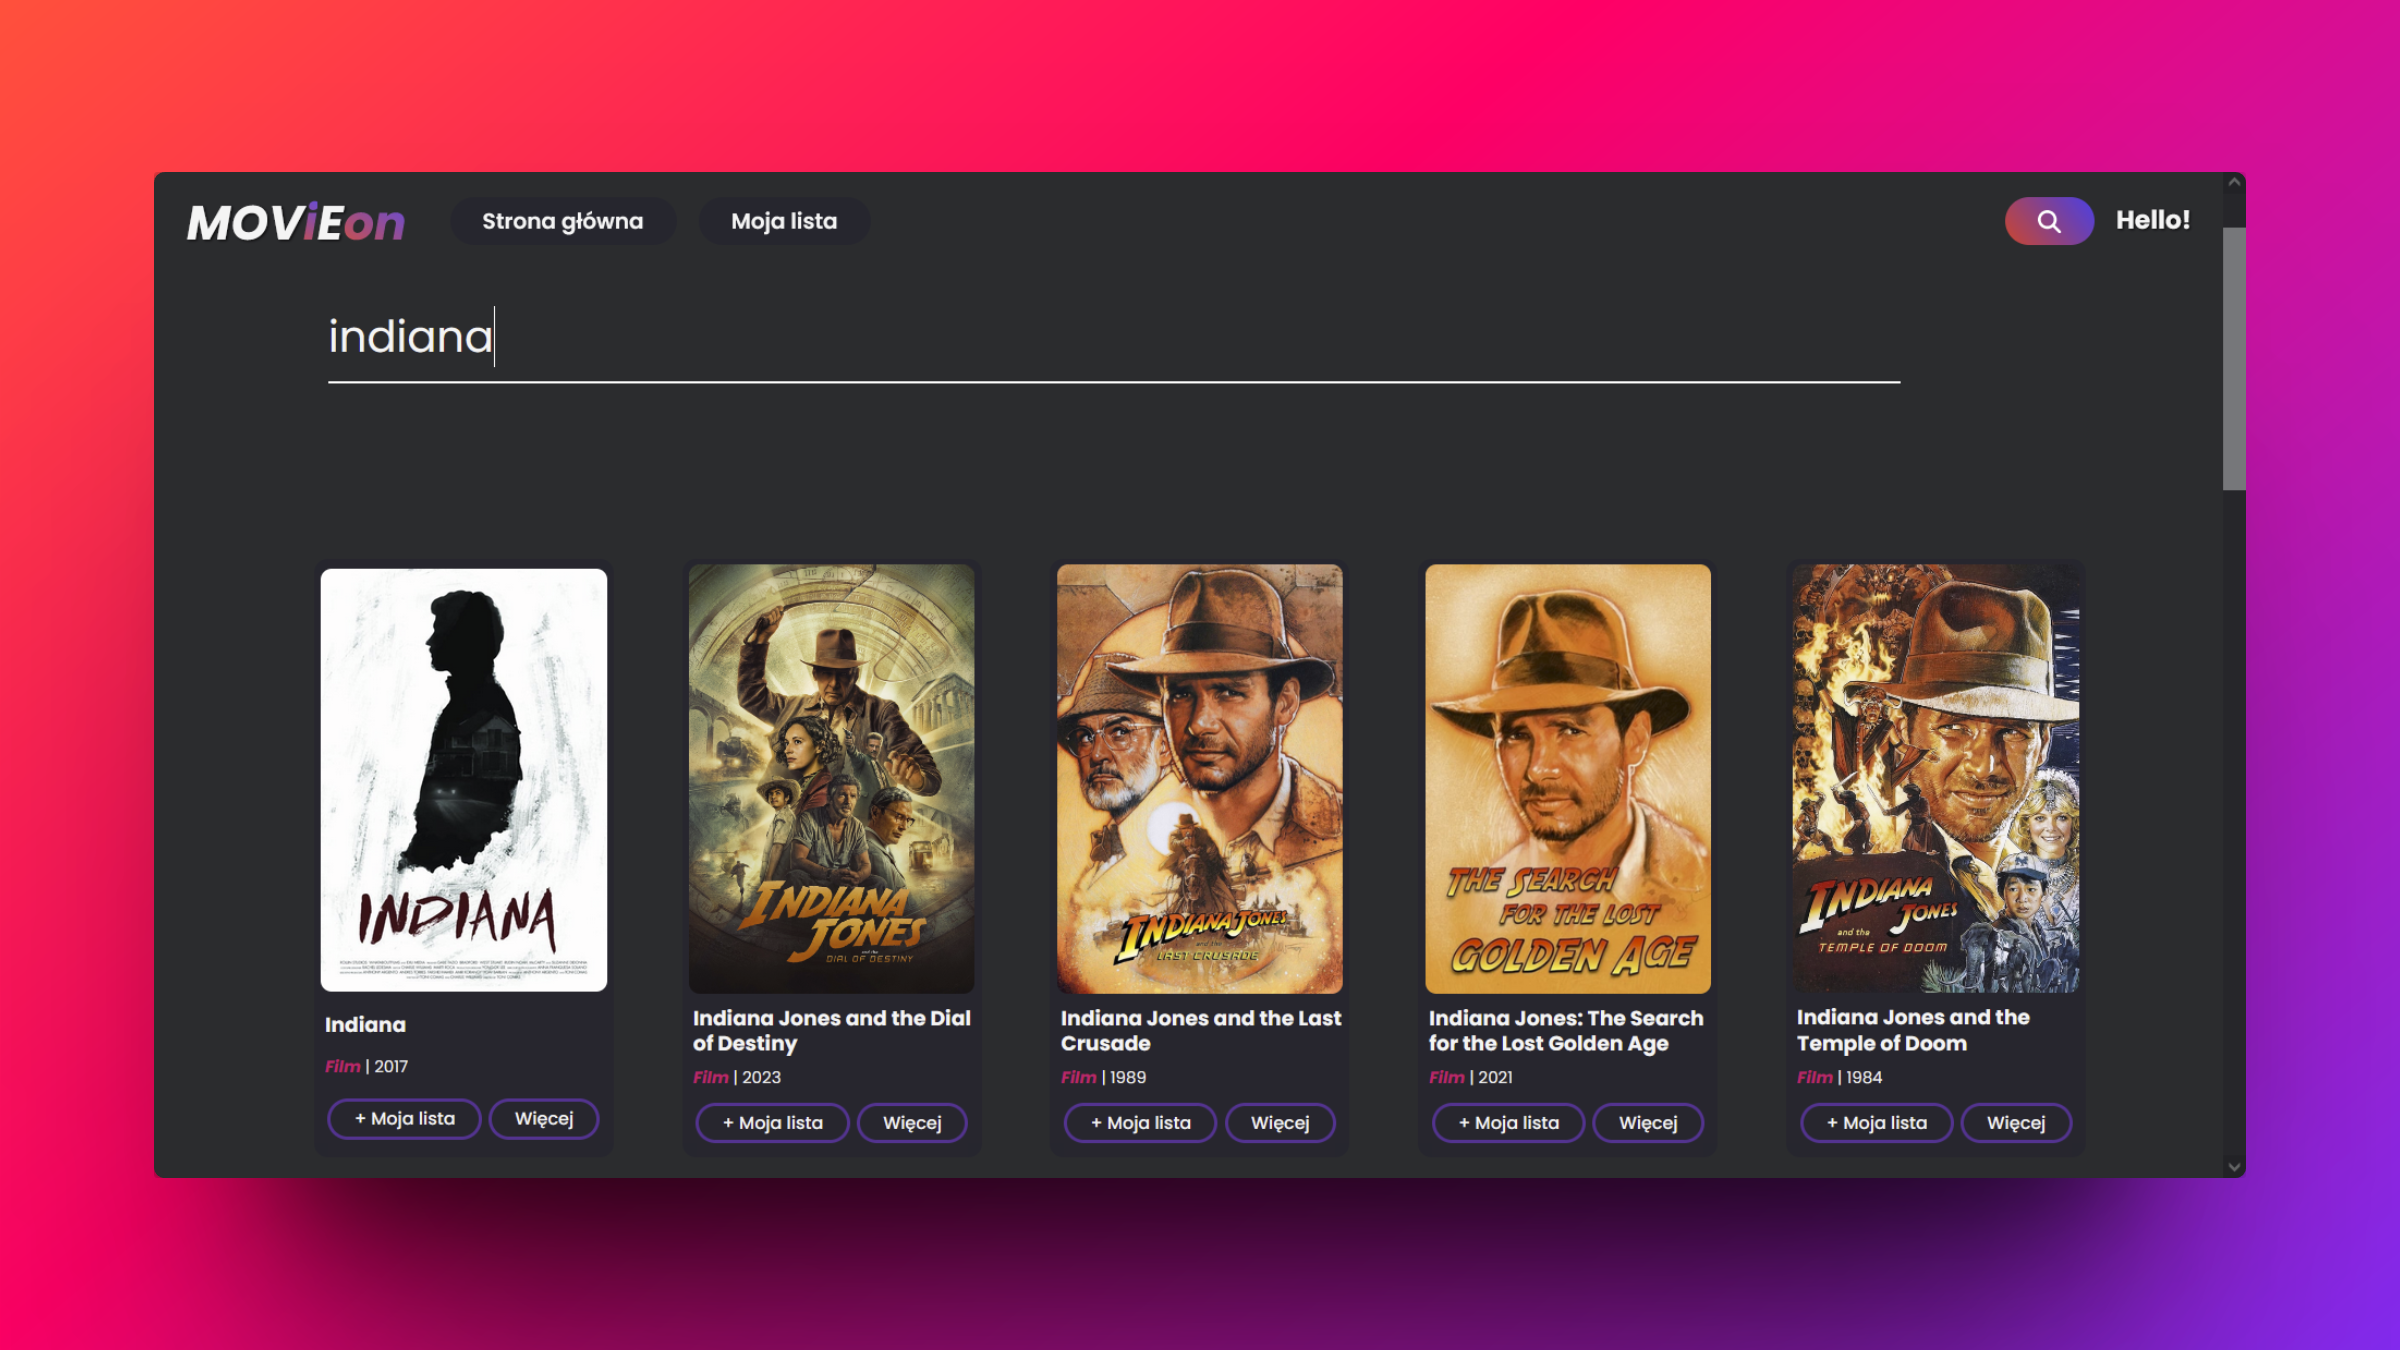 MOViEon
Strona główna
Moja lista
Hello!
indiana
INDIANA
INDIANA
JONES
and the
DIAL OF DESTINY
INDIANA JONES
and the
LAST CRUSADE
THE SEARCH
FOR THE LOST
GOLDEN AGE
INDIANA
JONES
and the
TEMPLE OF DOOM
Indiana
Film | 2017
+ Moja lista
Więcej
Indiana Jones and the Dial
of Destiny
Film | 2023
+ Moja lista
Więcej
Indiana Jones and the Last
Crusade
Film | 1989
+ Moja lista
Więcej
Indiana Jones: The Search
for the Lost Golden Age
Film | 2021
+ Moja lista
Więcej
Indiana Jones and the
Temple of Doom
Film | 1984
+ Moja lista
Więcej